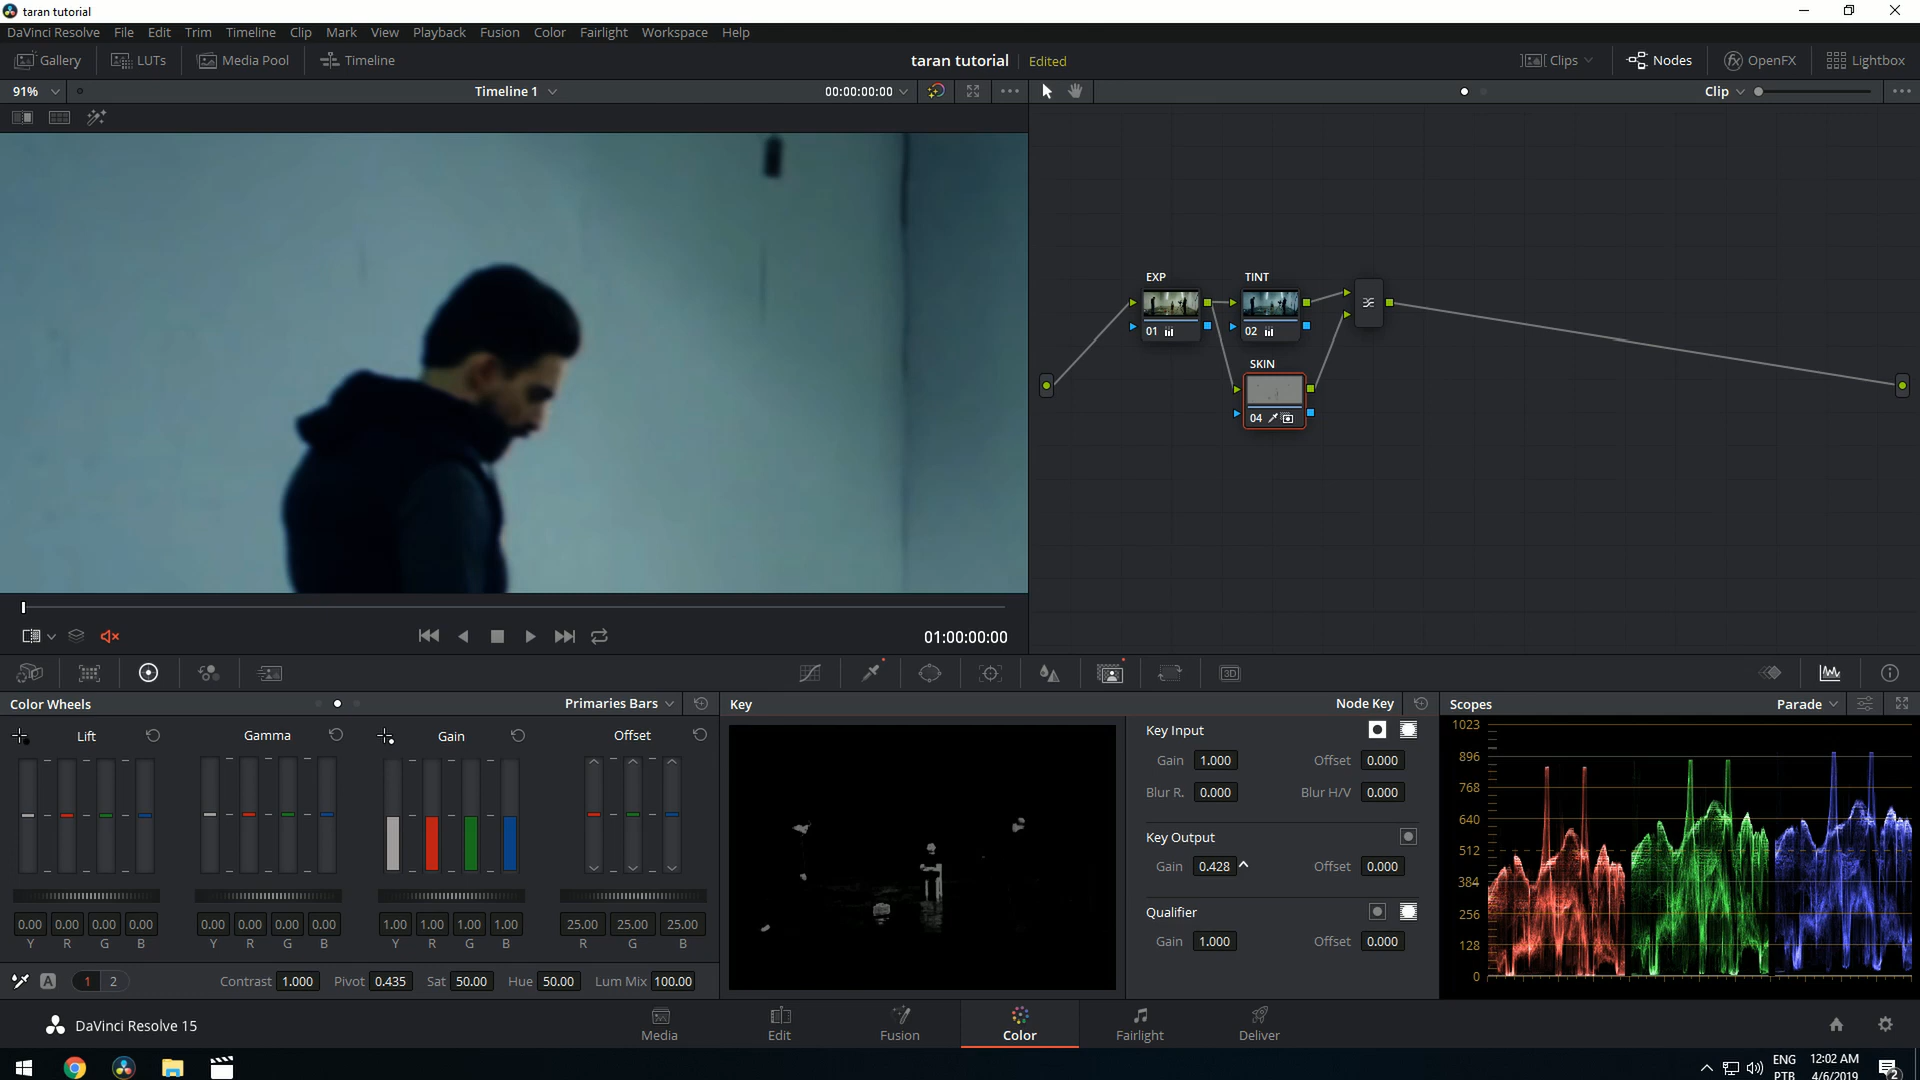 taran tutorial
DaVinci Resolve File Edit Trim Timeline Clip Mark View Playback Fusion Color Fairlight Workspace Help
Gallery LUTs Media Pool Timeline taran tutorial Edited Clips Nodes OpenFX Lightbox
91% Timeline 1 00:00:00:00 Clip
EXP TINT
01 02
SKIN
04
01:00:00:00
Color Wheels Primaries Bars Key Node Key Scopes Parade
Lift Gamma Gain Offset
0.00 0.00 0.00 0.00 0.00 0.00 0.00 0.00 1.00 1.00 1.00 1.00 25.00 25.00 25.00
Y R G B Y R G B Y R G B R G B
A 1 2 Contrast 1.000 Pivot 0.435 Sat 50.00 Hue 50.00 Lum Mix 100.00
Key Input
Gain 1.000 Offset 0.000
Blur R. 0.000 Blur H/V 0.000
Key Output
Gain 0.428 Offset 0.000
Qualifier
Gain 1.000 Offset 0.000
1023
896
768
640
512
384
256
128
0
DaVinci Resolve 15
Media Edit Fusion Color Fairlight Deliver
ENG 12:02 AM
PTB 4/6/2019
2
3D
fx